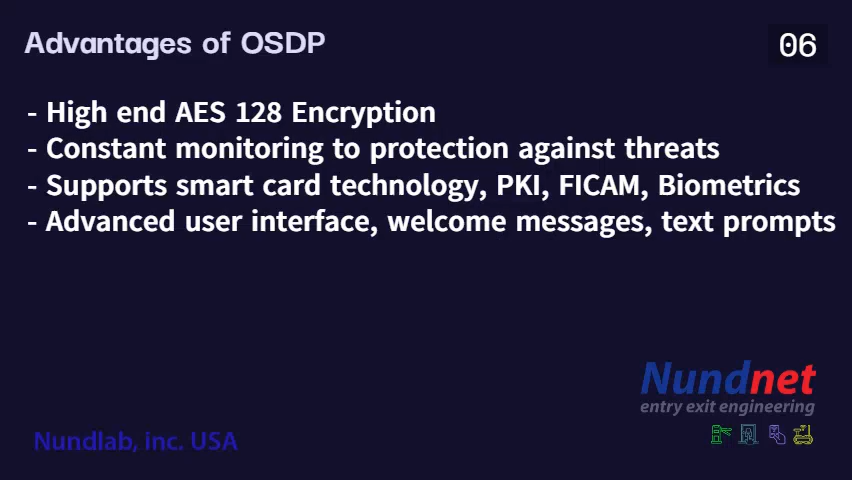 Advantages of OSDP
06
- High end AES 128 Encryption
- Constant monitoring to protection against threats
- Supports smart card technology, PKI, FICAM, Biometrics
- Advanced user interface, welcome messages, text prompts
Nundnet
entry exit engineering
Nundlab, inc. USA